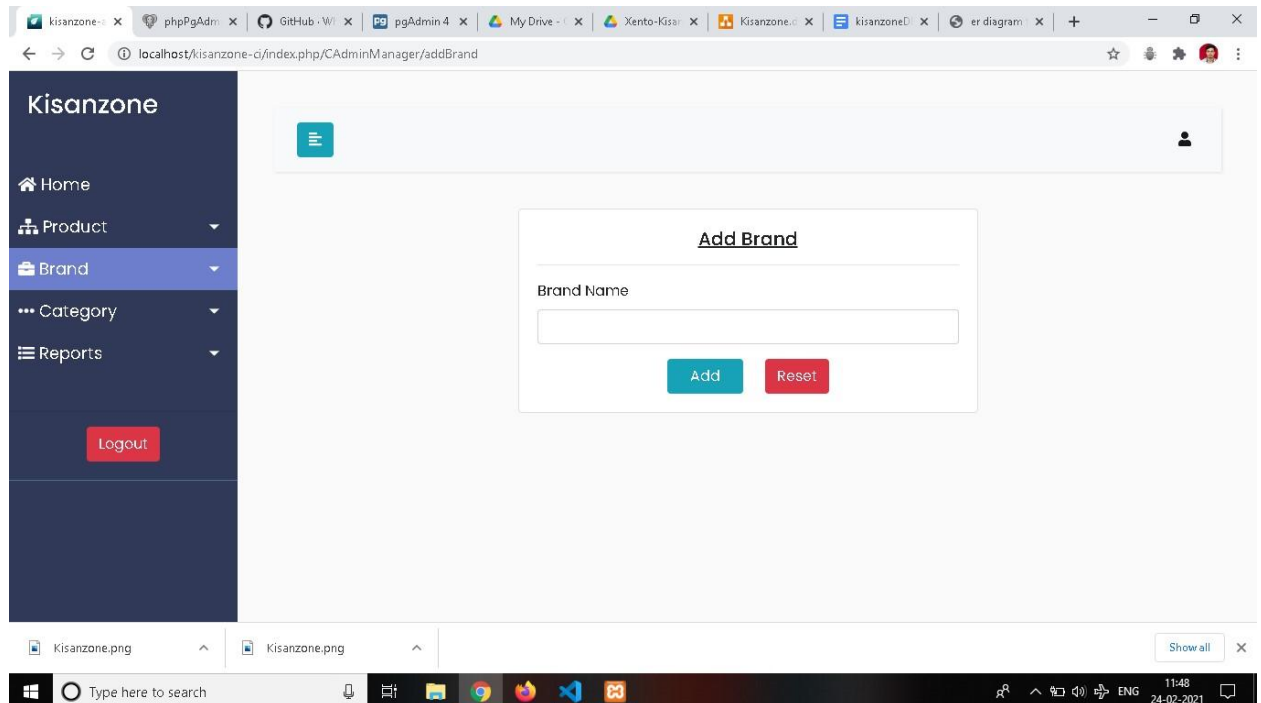 kisanzone-a
phpPgAdm
GitHub · Wh
pgAdmin 4
My Drive -
Xento-Kisan
Kisanzone.d
kisanzoneD
er diagram
localhost/kisanzone-ci/index.php/CAdminManager/addBrand
Kisanzone
Home
Product
Brand
Category
Reports
Logout
Add Brand
Brand Name
Add Reset
Kisanzone.png
Kisanzone.png
Show all
Type here to search
ENG
11:48
24-02-2021